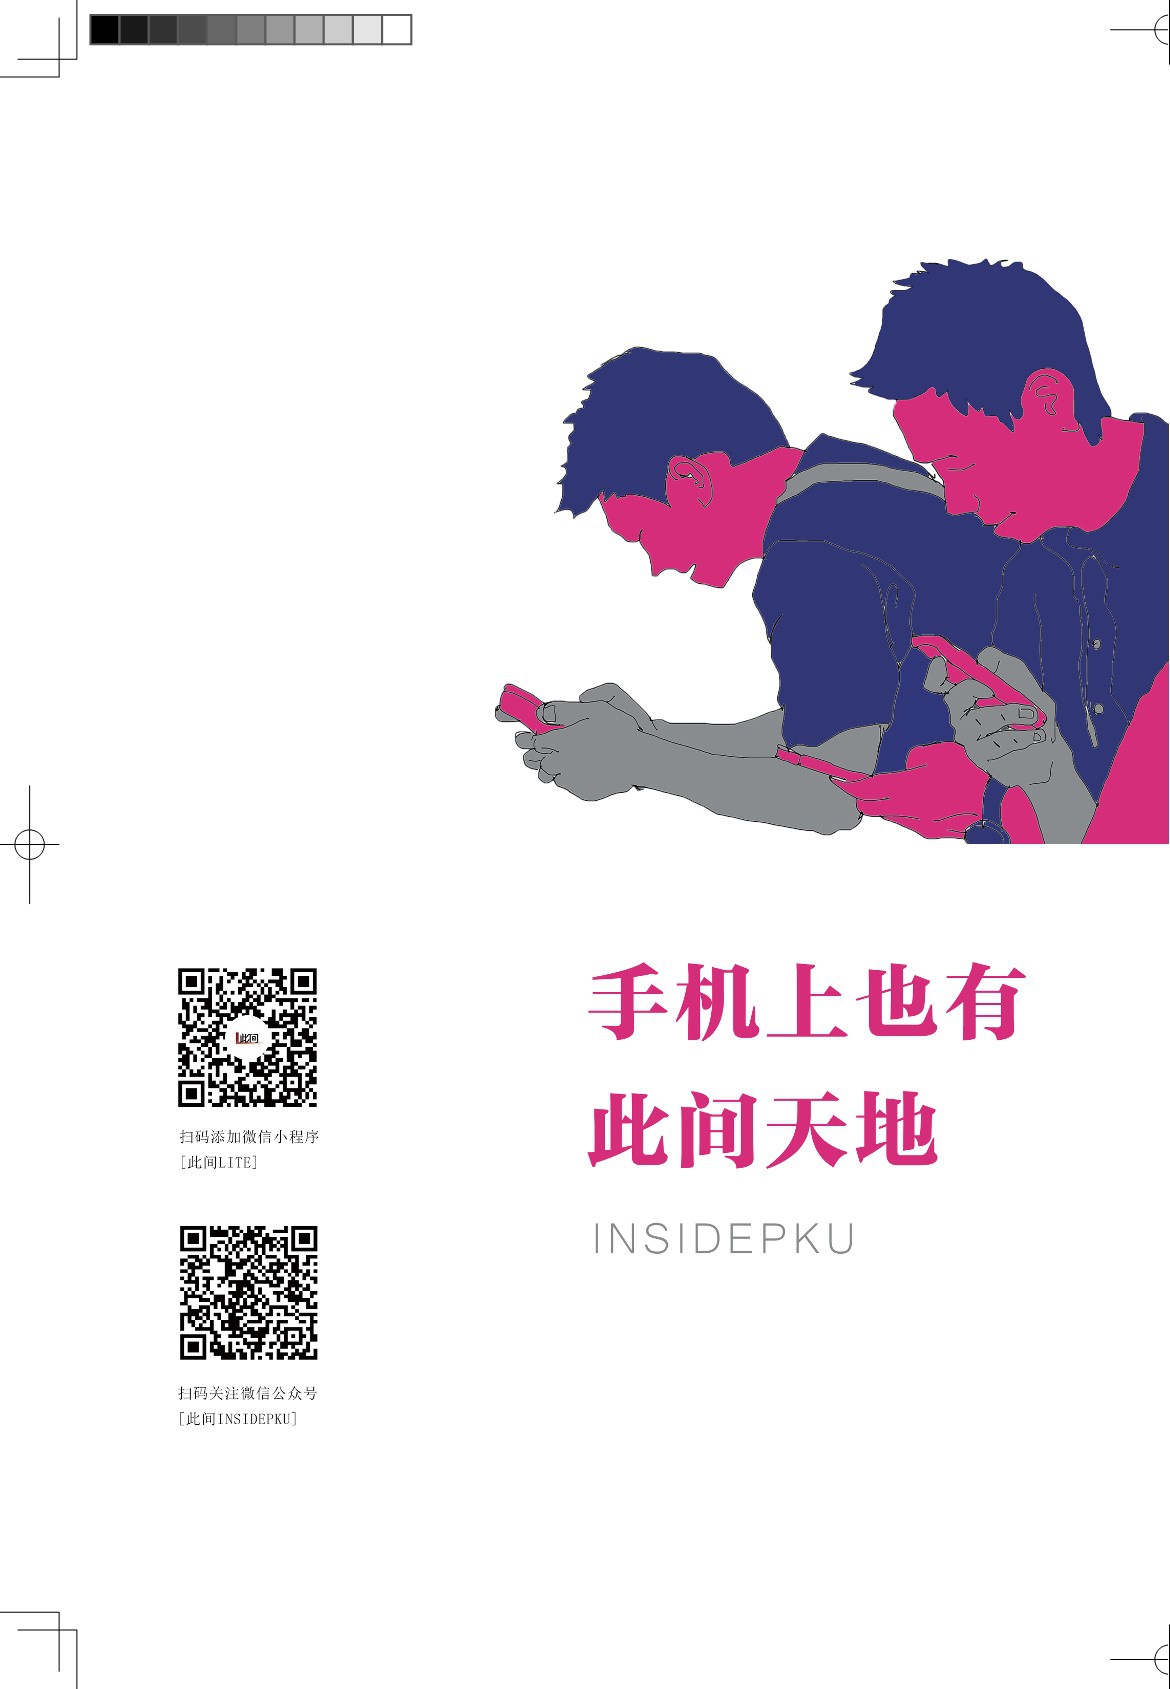 手机上也有
此间天地
INSIDEPKU
此间
扫码添加微信小程序
[此间LITE]
扫码关注微信公众号
[此间INSIDEPKU]